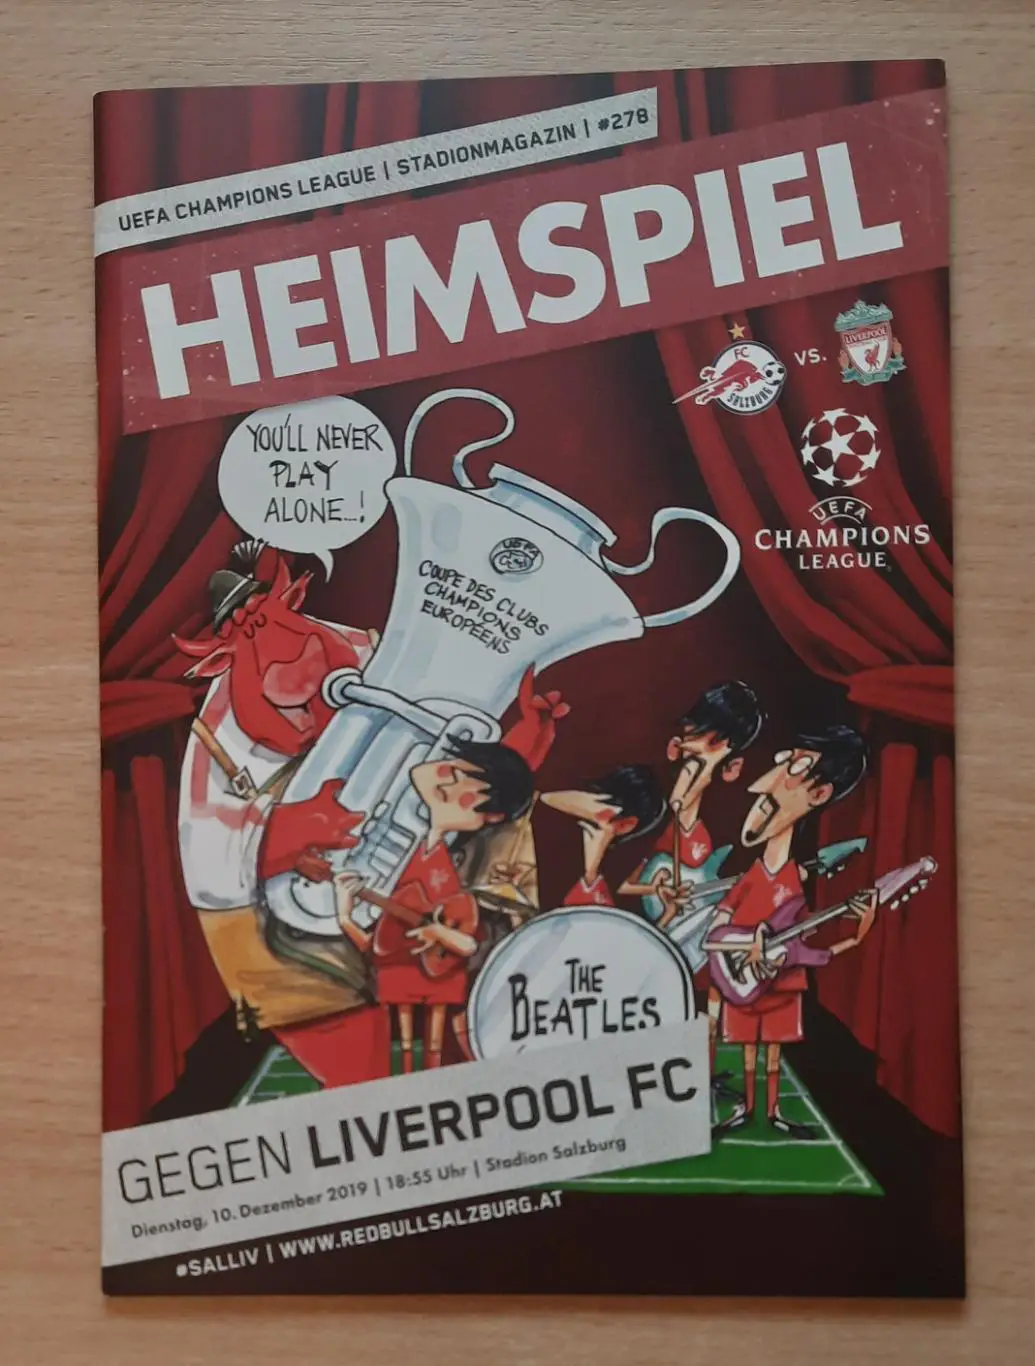 UEFA CHAMPIONS LEAGUE | STADIONMAGAZIN | #278
HEIMSPIEL
FC
SALZBURG
VS.
LIVERPOOL
YOU'LL NEVER
PLAY
ALONE...!
UEFA
CHAMPIONS
LEAGUE
UEFA
COUPE DES CLUBS
CHAMPIONS
EUROPÉENS
THE
BEATLES
GEGEN LIVERPOOL FC
Dienstag, 10. Dezember 2019 | 18:55 Uhr | Stadion Salzburg
#SALLIV | WWW.REDBULLSALZBURG.AT